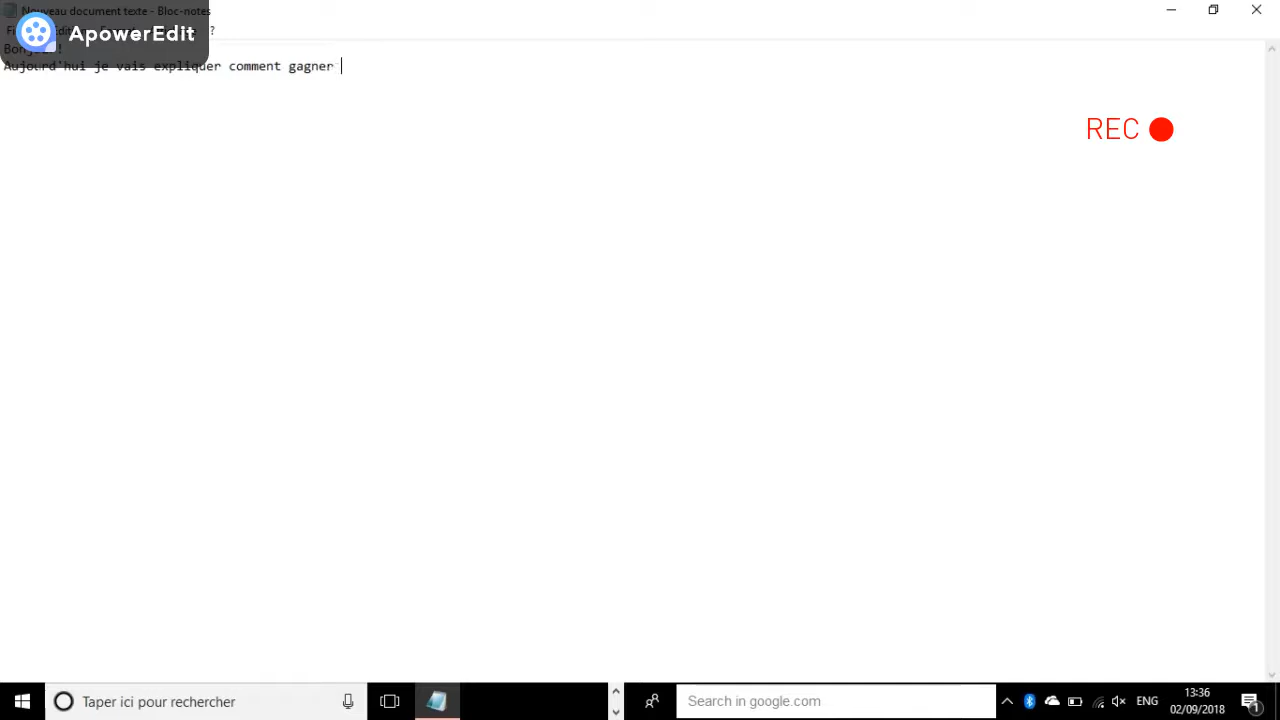 Nouveau document texte - Bloc-notes
ApowerEdit
?
Aujourd'hui je vais expliquer comment gagner
REC
Taper ici pour rechercher
Search in google.com
ENG
13:36
02/09/2018
1